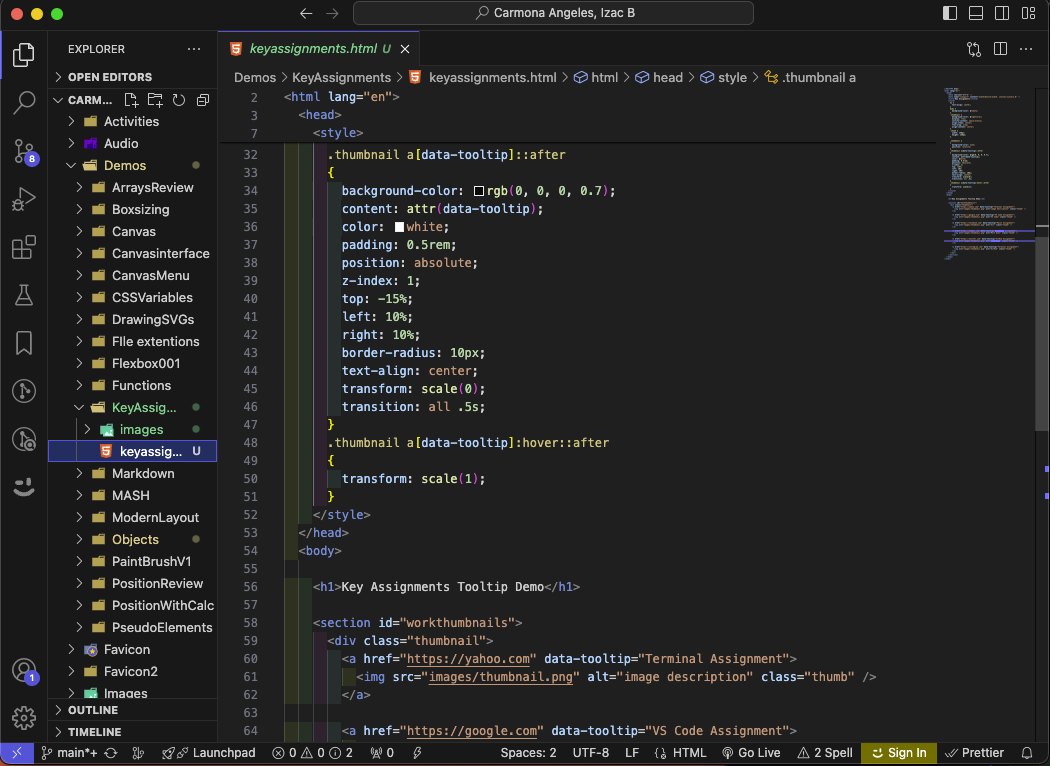 Carmona Angeles, Izac B
EXPLORER
keyassignments.html U
OPEN EDITORS
Demos > KeyAssignments > keyassignments.html > html > head > style > .thumbnail a
CARM...
Activities
Audio
Demos
ArraysReview
Boxsizing
Canvas
Canvasinterface
CanvasMenu
CSSVariables
DrawingSVGs
FIle extentions
Flexbox001
Functions
KeyAssig...
images
keyassig... U
Markdown
MASH
ModernLayout
Objects
PaintBrushV1
PositionReview
PositionWithCalc
PseudoElements
Favicon
Favicon2
Images
OUTLINE
TIMELINE
8
1
2 <html lang="en">
3 <head>
7 <style>
32 .thumbnail a[data-tooltip]::after
33 {
34 background-color: rgb(0, 0, 0, 0.7);
35 content: attr(data-tooltip);
36 color: white;
37 padding: 0.5rem;
38 position: absolute;
39 z-index: 1;
40 top: -15%;
41 left: 10%;
42 right: 10%;
43 border-radius: 10px;
44 text-align: center;
45 transform: scale(0);
46 transition: all .5s;
47 }
48 .thumbnail a[data-tooltip]:hover::after
49 {
50 transform: scale(1);
51 }
52 </style>
53 </head>
54 <body>
55
56 <h1>Key Assignments Tooltip Demo</h1>
57
58 <section id="workthumbnails">
59 <div class="thumbnail">
60 <a href="https://yahoo.com" data-tooltip="Terminal Assignment">
61 <img src="images/thumbnail.png" alt="image description" class="thumb" />
62 </a>
63
64 <a href="https://google.com" data-tooltip="VS Code Assignment">
main*+ Launchpad 0 0 2 0 Spaces: 2 UTF-8 LF {} HTML Go Live 2 Spell Sign In Prettier